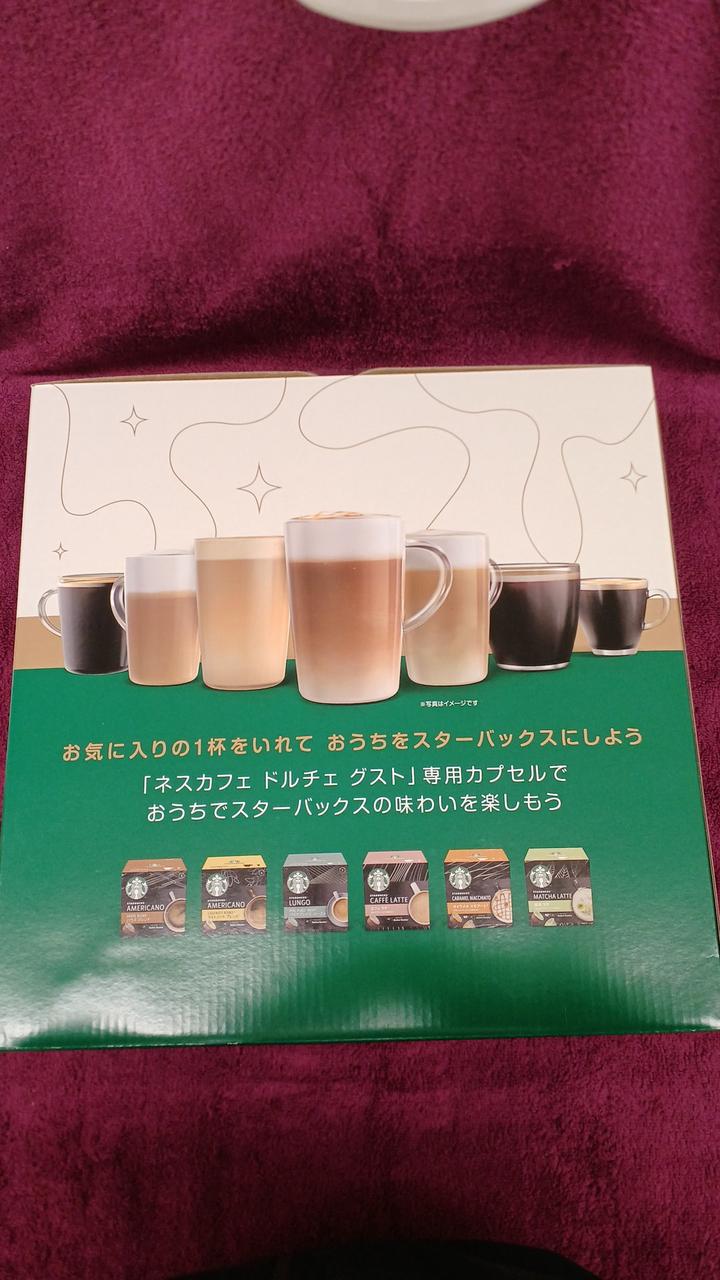 ※写真はイメージです
お気に入りの1杯をいれて おうちをスターバックスにしよう
「ネスカフェ ドルチェ グスト」専用カプセルで
おうちでスターバックスの味わいを楽しもう
AMERICANO
AMERICANO
LUNGO
CAFFÈ LATTE
CARAMEL MACCHIATO
MATCHA LATTE